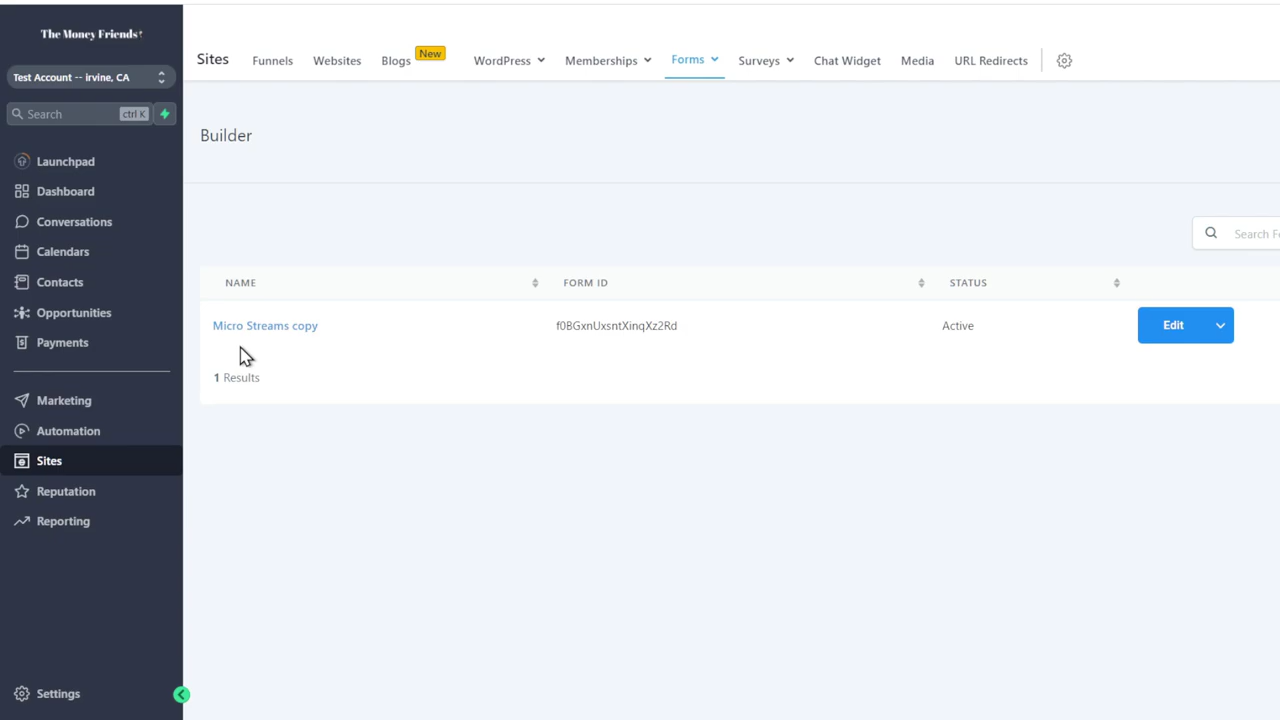 The Money Friends
Test Account -- irvine, CA
Search ctrl K
Launchpad
Dashboard
Conversations
Calendars
Contacts
Opportunities
Payments
Marketing
Automation
Sites
Reputation
Reporting
Settings
Sites Funnels Websites Blogs New WordPress Memberships Forms Surveys Chat Widget Media URL Redirects
Builder
Search
NAME FORM ID STATUS
Micro Streams copy f0BGxnUxsntXinqXz2Rd Active Edit
1 Results